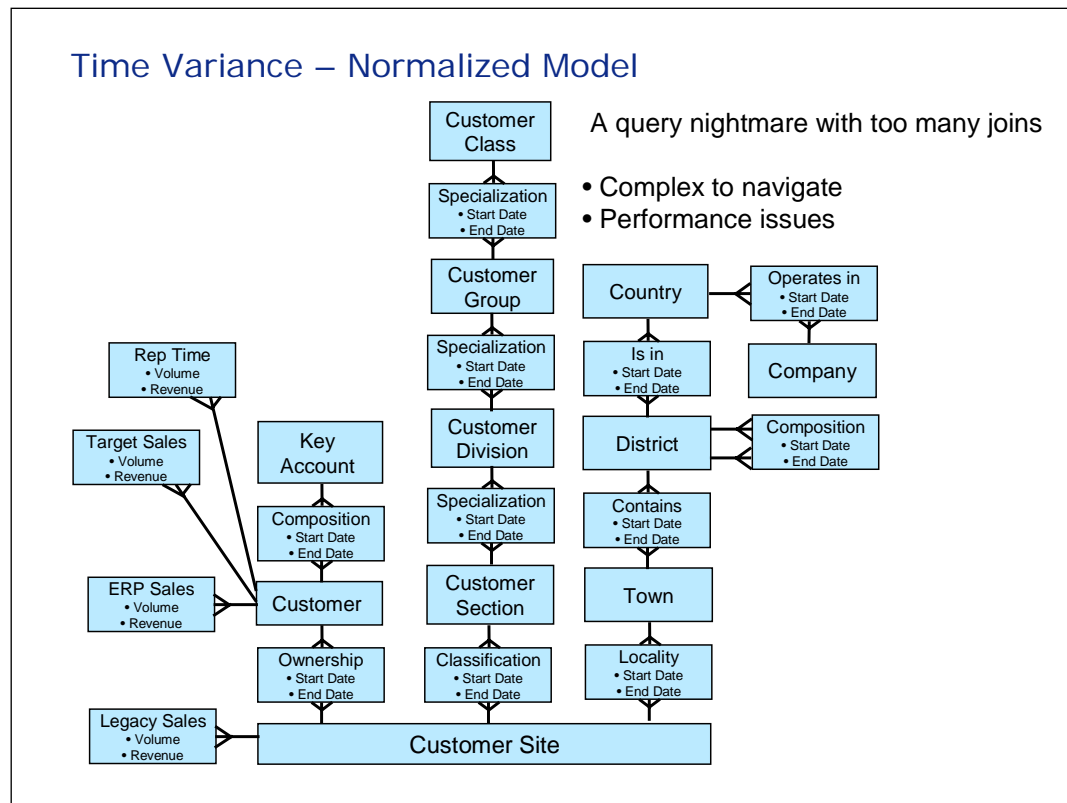 Time Variance – Normalized Model
A query nightmare with too many joins
• Complex to navigate
• Performance issues
Customer
Class
Specialization
• Start Date
• End Date
Customer
Group
Specialization
• Start Date
• End Date
Customer
Division
Specialization
• Start Date
• End Date
Customer
Section
Classification
• Start Date
• End Date
Country
Operates in
• Start Date
• End Date
Company
Is in
• Start Date
• End Date
District
Composition
• Start Date
• End Date
Contains
• Start Date
• End Date
Town
Locality
• Start Date
• End Date
Rep Time
• Volume
• Revenue
Target Sales
• Volume
• Revenue
Key
Account
Composition
• Start Date
• End Date
ERP Sales
• Volume
• Revenue
Customer
Ownership
• Start Date
• End Date
Legacy Sales
• Volume
• Revenue
Customer Site